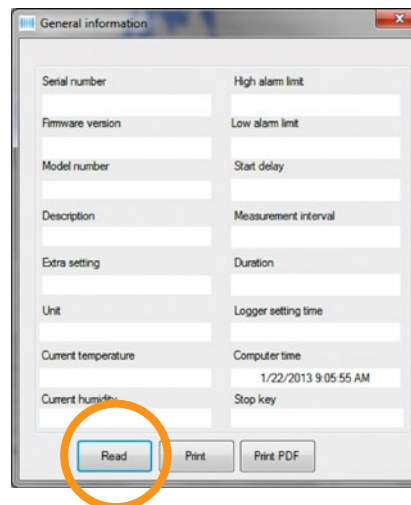 General information
Serial number
High alarm limit
Firmware version
Low alarm limit
Model number
Start delay
Description
Measurement interval
Extra setting
Duration
Unit
Logger setting time
Current temperature
Computer time
1/22/2013 9:05:55 AM
Current humidity
Stop key
Read
Print
Print PDF